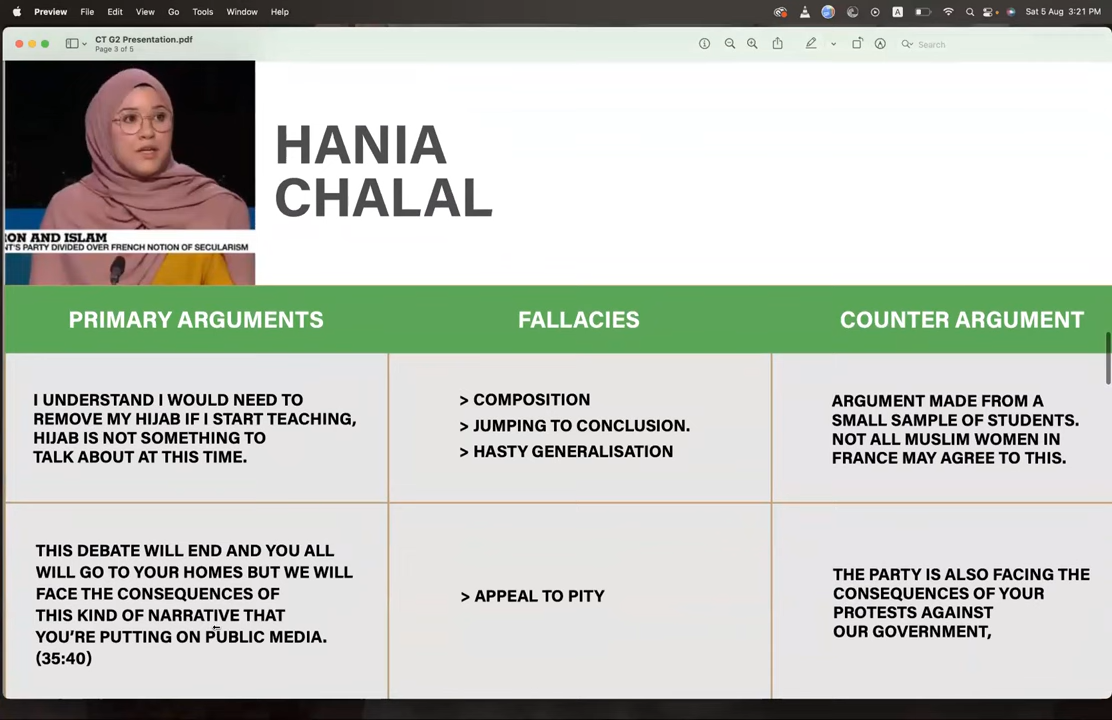 Preview File Edit View Go Tools Window Help A Sat 5 Aug 3:21 PM
CT G2 Presentation.pdf
Page 3 of 5
Search
HANIA
CHALAL
ION AND ISLAM
NT'S PARTY DIVIDED OVER FRENCH NOTION OF SECULARISM
PRIMARY ARGUMENTS
FALLACIES
COUNTER ARGUMENT
I UNDERSTAND I WOULD NEED TO
REMOVE MY HIJAB IF I START TEACHING,
HIJAB IS NOT SOMETHING TO
TALK ABOUT AT THIS TIME.
> COMPOSITION
> JUMPING TO CONCLUSION.
> HASTY GENERALISATION
ARGUMENT MADE FROM A
SMALL SAMPLE OF STUDENTS.
NOT ALL MUSLIM WOMEN IN
FRANCE MAY AGREE TO THIS.
THIS DEBATE WILL END AND YOU ALL
WILL GO TO YOUR HOMES BUT WE WILL
FACE THE CONSEQUENCES OF
THIS KIND OF NARRATIVE THAT
YOU'RE PUTTING ON PUBLIC MEDIA.
(35:40)
> APPEAL TO PITY
THE PARTY IS ALSO FACING THE
CONSEQUENCES OF YOUR
PROTESTS AGAINST
OUR GOVERNMENT,